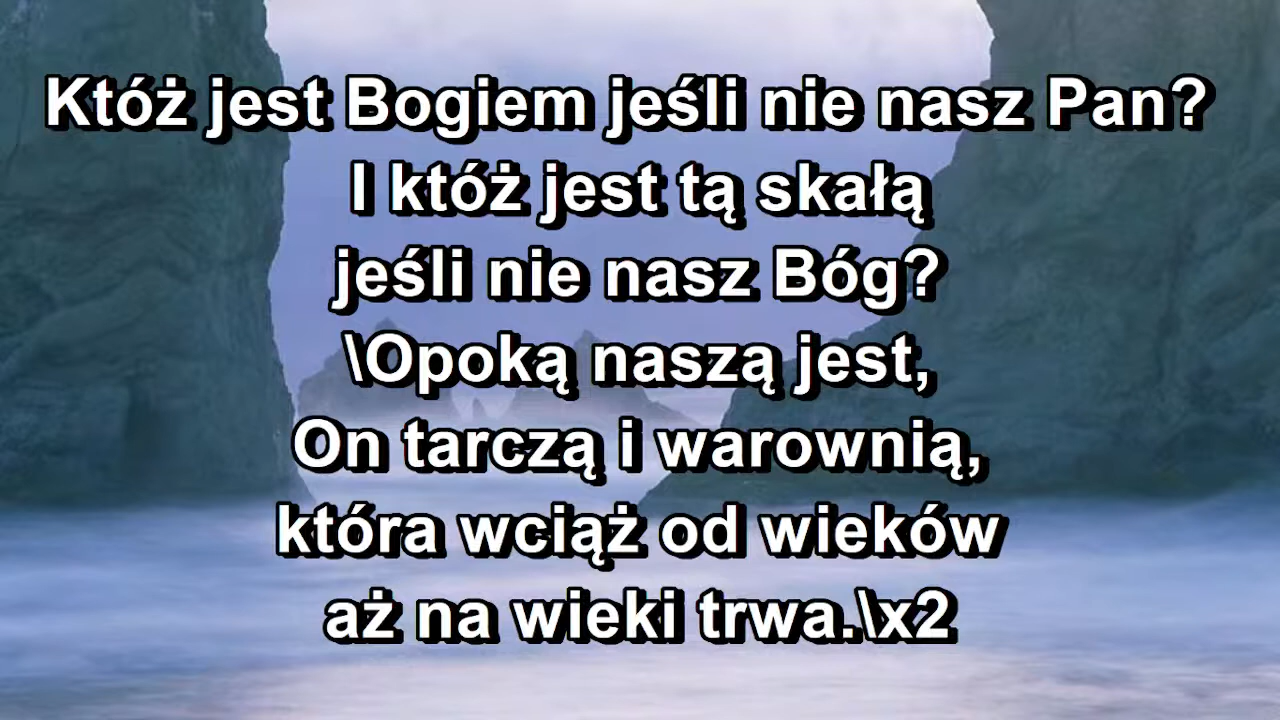 Któż jest Bogiem jeśli nie nasz Pan?
I któż jest tą skałą
jeśli nie nasz Bóg?
\Opoką naszą jest,
On tarczą i warownią,
która wciąż od wieków
aż na wieki trwa.\x2